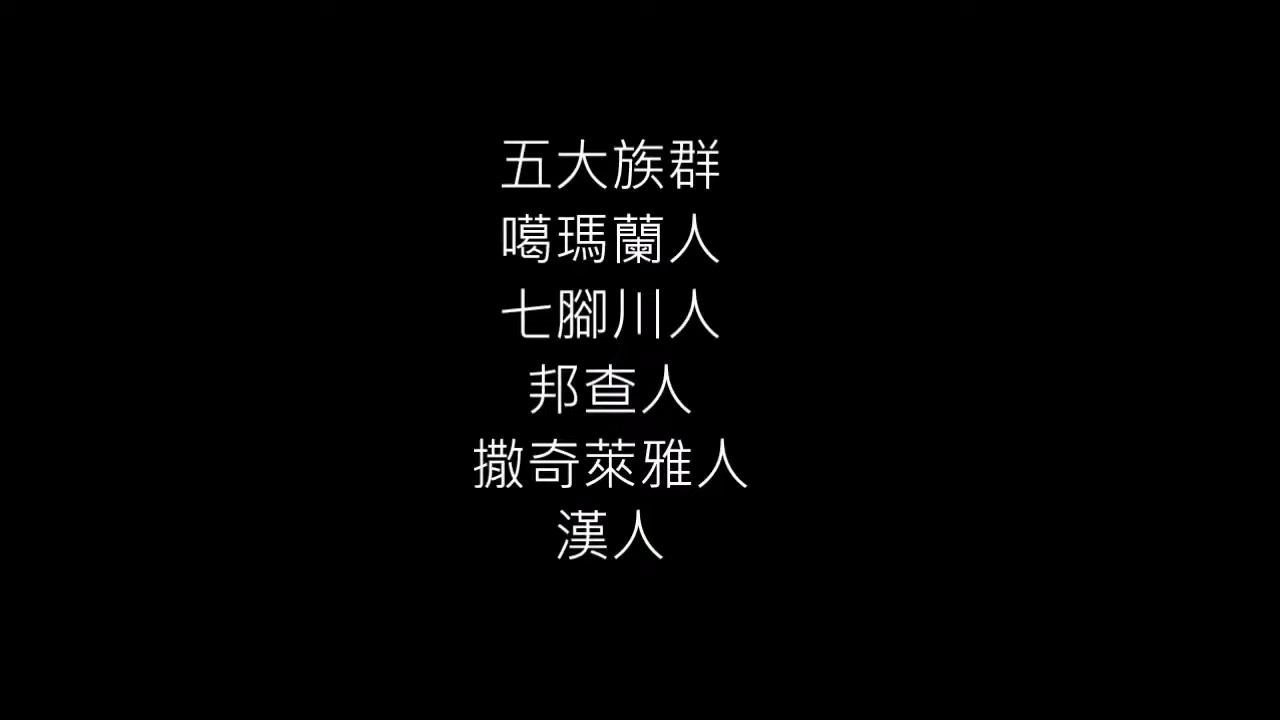 五大族群
噶瑪蘭人
七腳川人
邦查人
撒奇萊雅人
漢人